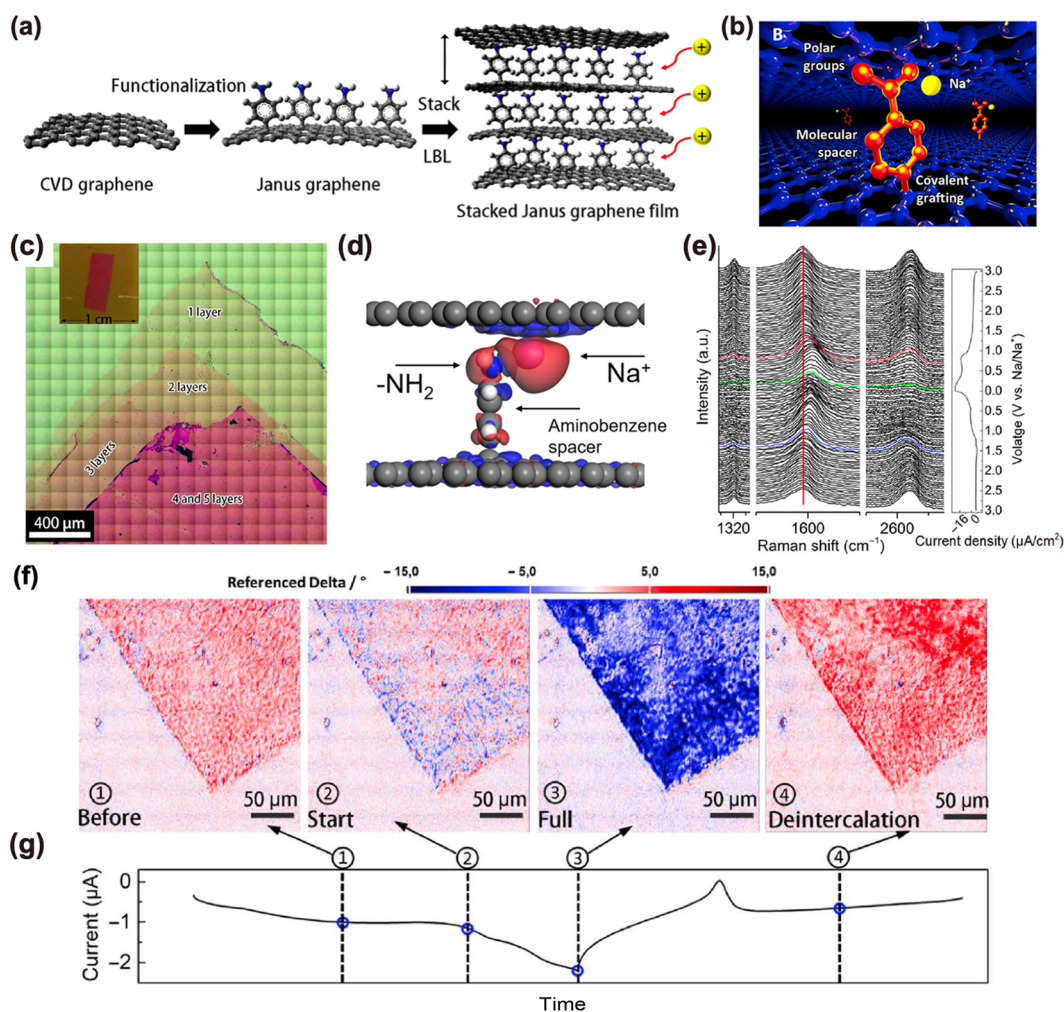 (a)
Functionalization
Stack
LBL
CVD graphene
Janus graphene
Stacked Janus graphene film
+
+
+
(b)
B
Polar
groups
Na⁺
Molecular
spacer
Covalent
grafting
(c)
1 cm
1 layer
2 layers
3 layers
4 and 5 layers
400 µm
(d)
-NH₂
Na⁺
Aminobenzene
spacer
(e)
Intensity (a.u.)
1320
1600
2600
Raman shift (cm⁻¹)
3.0
2.5
2.0
1.5
1.0
0.5
0.0
0.5
1.0
1.5
2.0
2.5
3.0
Volatge (V vs. Na/Na⁺)
−16
0
Current density (µA/cm²)
(f)
Referenced Delta / °
−15,0
−5,0
5,0
15,0
① Before
50 µm
② Start
50 µm
③ Full
50 µm
④ Deintercalation
50 µm
(g)
①
②
③
④
Current (µA)
0
−1
−2
Time